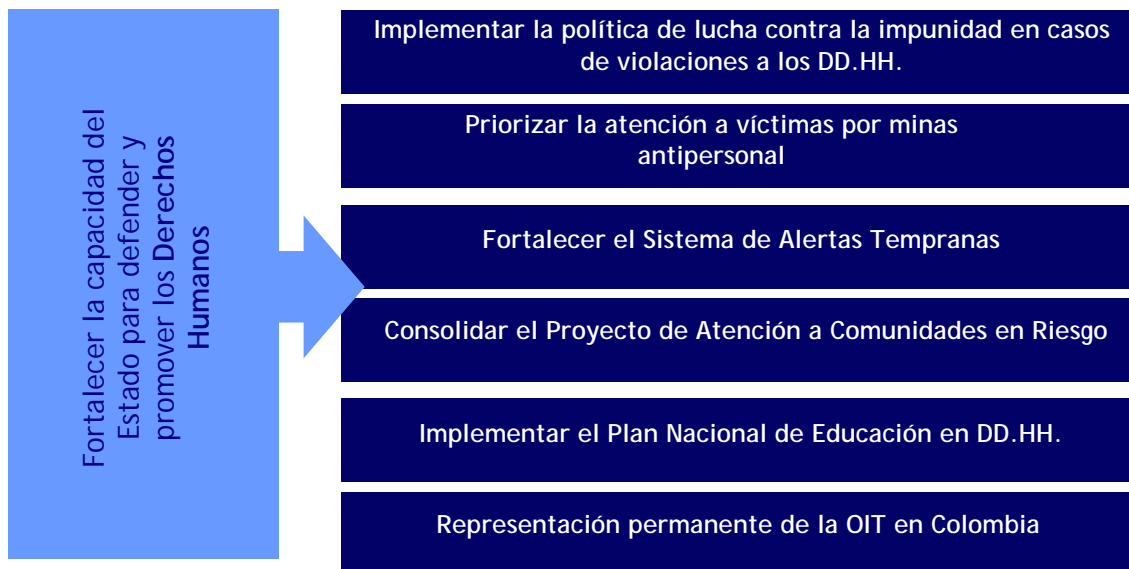 Fortalecer la capacidad del
Estado para defender y
promover los Derechos
Humanos
Implementar la política de lucha contra la impunidad en casos
de violaciones a los DD.HH.
Priorizar la atención a víctimas por minas
antipersonal
Fortalecer el Sistema de Alertas Tempranas
Consolidar el Proyecto de Atención a Comunidades en Riesgo
Implementar el Plan Nacional de Educación en DD.HH.
Representación permanente de la OIT en Colombia